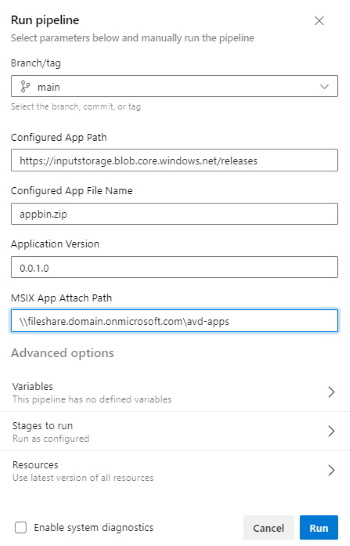 Run pipeline
Select parameters below and manually run the pipeline
Branch/tag
main
Select the branch, commit, or tag
Configured App Path
https://inputstorage.blob.core.windows.net/releases
Configured App File Name
appbin.zip
Application Version
0.0.1.0
MSIX App Attach Path
\\fileshare.domain.onmicrosoft.com\avd-apps
Advanced options
Variables
This pipeline has no defined variables
Stages to run
Run as configured
Resources
Use latest version of all resources
Enable system diagnostics
Cancel
Run